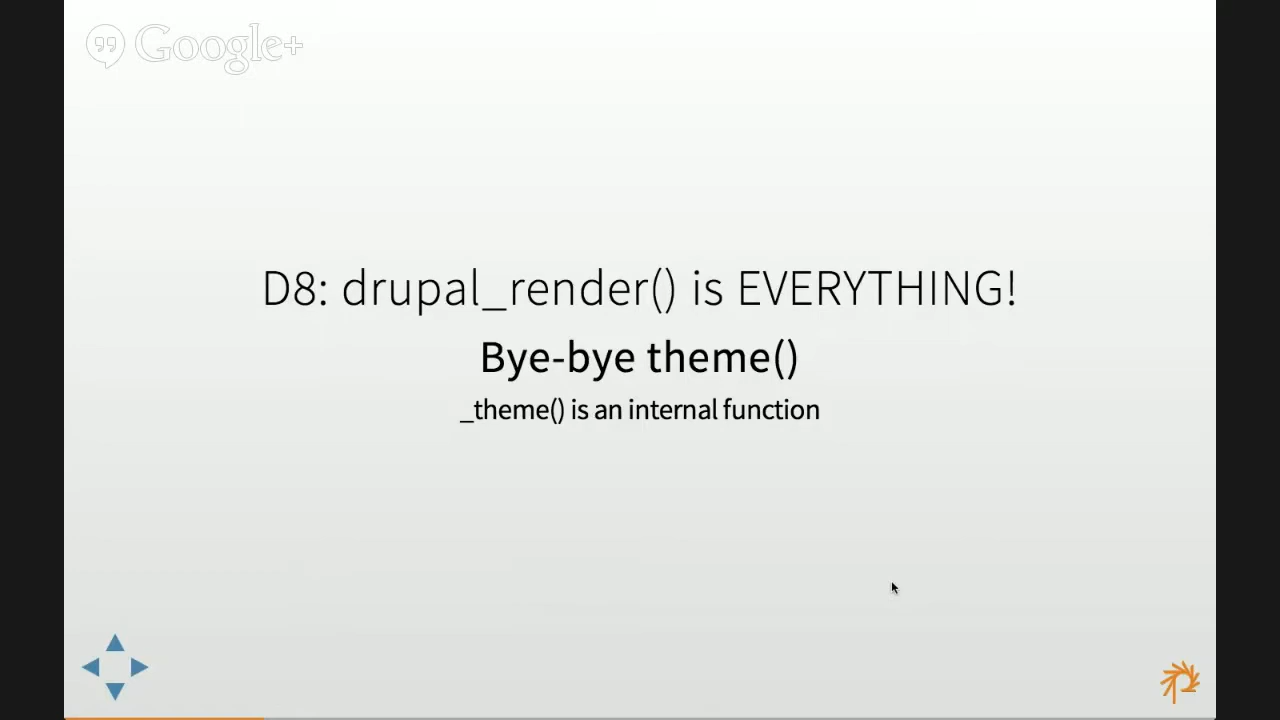 Google+
D8: drupal_render() is EVERYTHING!
Bye-bye theme()
_theme() is an internal function